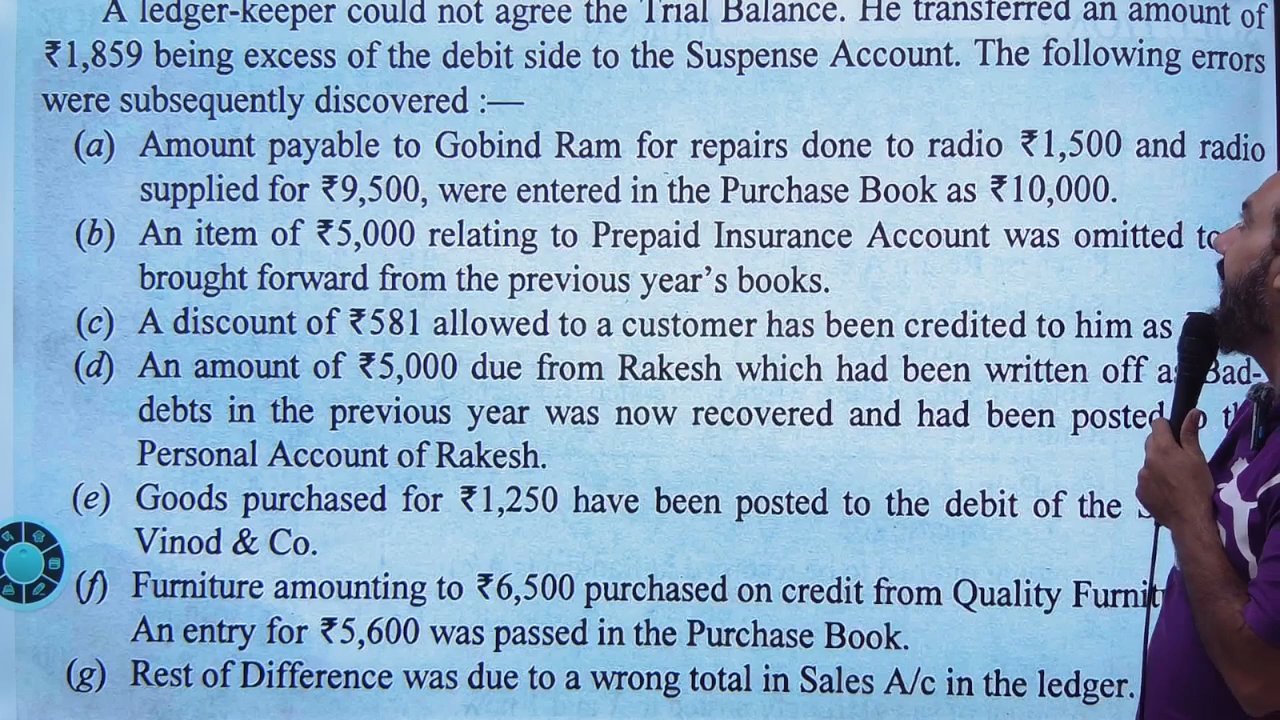 A ledger-keeper could not agree the Trial Balance. He transferred an amount of
₹1,859 being excess of the debit side to the Suspense Account. The following errors
were subsequently discovered :—
(a) Amount payable to Gobind Ram for repairs done to radio ₹1,500 and radio
supplied for ₹9,500, were entered in the Purchase Book as ₹10,000.
(b) An item of ₹5,000 relating to Prepaid Insurance Account was omitted to
brought forward from the previous year's books.
(c) A discount of ₹581 allowed to a customer has been credited to him as
(d) An amount of ₹5,000 due from Rakesh which had been written off as Bad-
debts in the previous year was now recovered and had been posted
Personal Account of Rakesh.
(e) Goods purchased for ₹1,250 have been posted to the debit of the
Vinod & Co.
(f) Furniture amounting to ₹6,500 purchased on credit from Quality
An entry for ₹5,600 was passed in the Purchase Book.
(g) Rest of Difference was due to a wrong total in Sales A/c in the ledger.